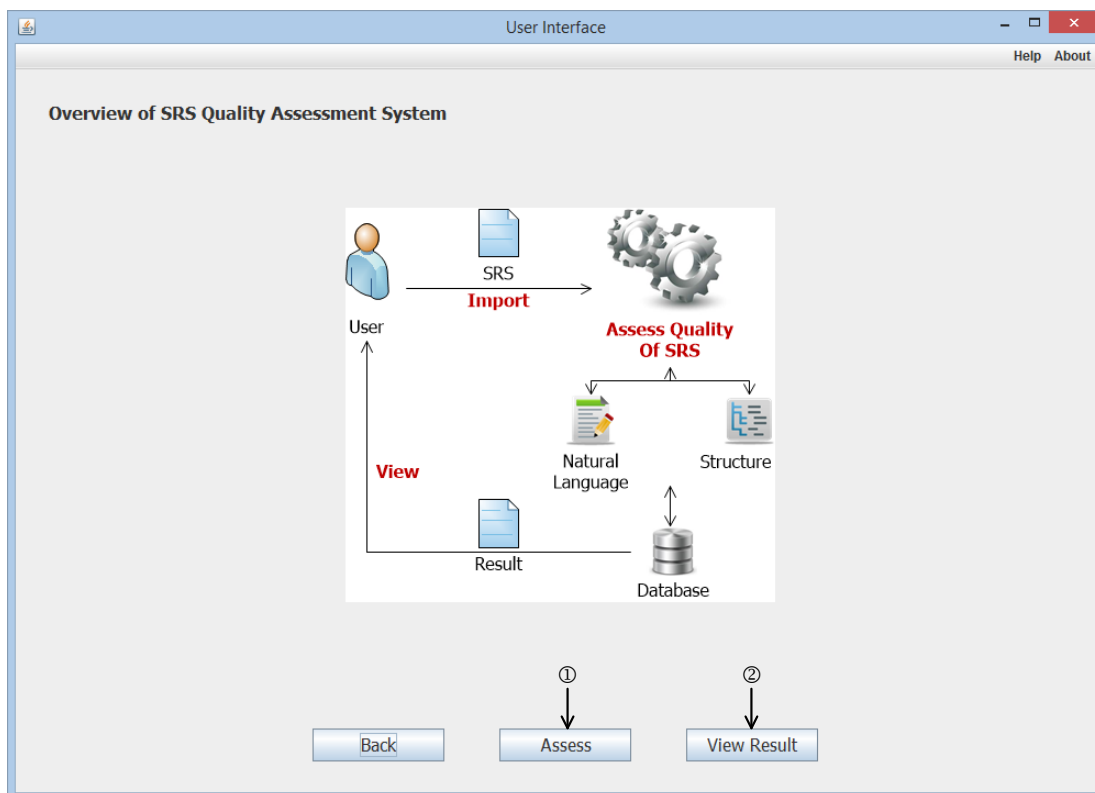 User Interface
Help About
Overview of SRS Quality Assessment System
SRS
Import
User
Assess Quality
Of SRS
Natural
Language
Structure
View
Result
Database
① ②
Back Assess View Result